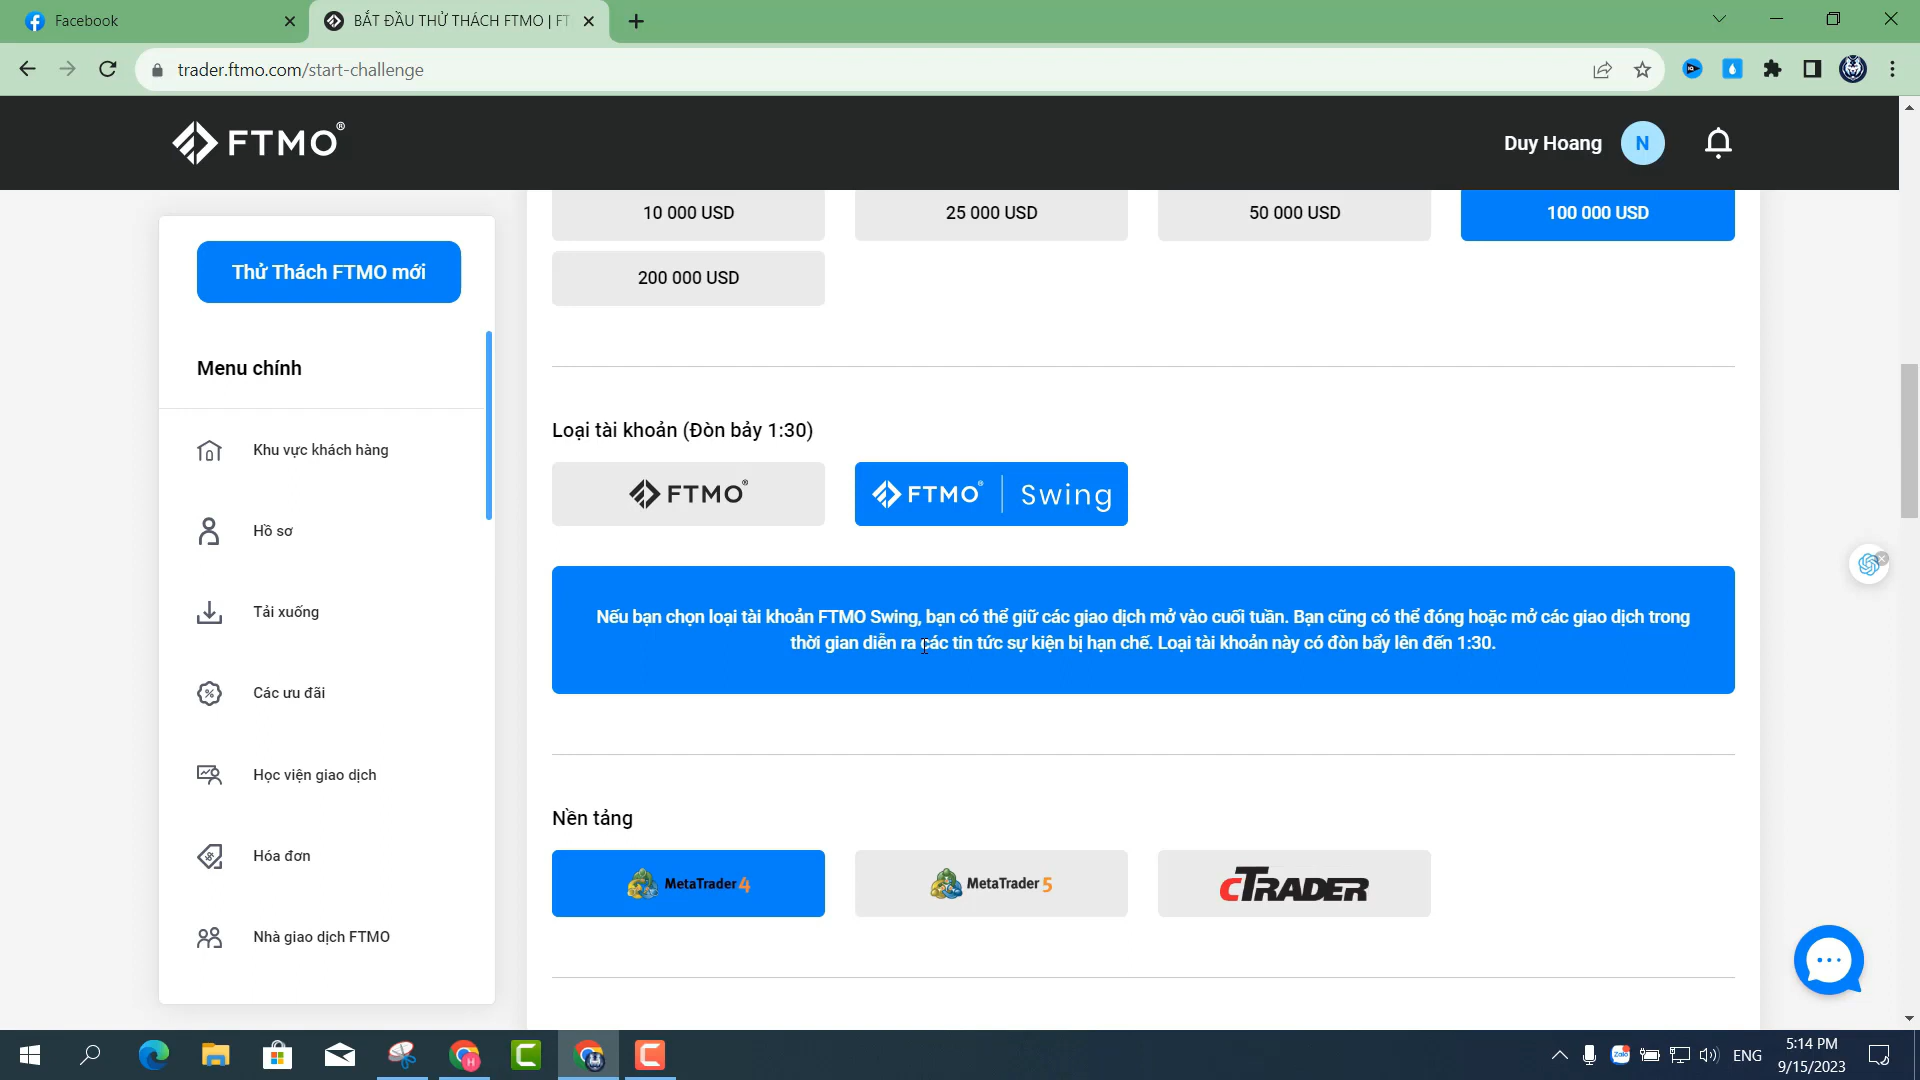 Facebook
BẮT ĐẦU THỬ THÁCH FTMO | FT
trader.ftmo.com/start-challenge
FTMO®
Duy Hoang
N
10 000 USD
25 000 USD
50 000 USD
100 000 USD
200 000 USD
Thử Thách FTMO mới
Menu chính
Khu vực khách hàng
Hồ sơ
Tải xuống
Các ưu đãi
Học viện giao dịch
Hóa đơn
Nhà giao dịch FTMO
Loại tài khoản (Đòn bảy 1:30)
FTMO®
FTMO® | Swing
Nếu bạn chọn loại tài khoản FTMO Swing, bạn có thể giữ các giao dịch mở vào cuối tuần. Bạn cũng có thể đóng hoặc mở các giao dịch trong
thời gian diễn ra các tin tức sự kiện bị hạn chế. Loại tài khoản này có đòn bẩy lên đến 1:30.
Nền tảng
MetaTrader 4
MetaTrader 5
cTRADER
H
Zalo
ENG
5:14 PM
9/15/2023